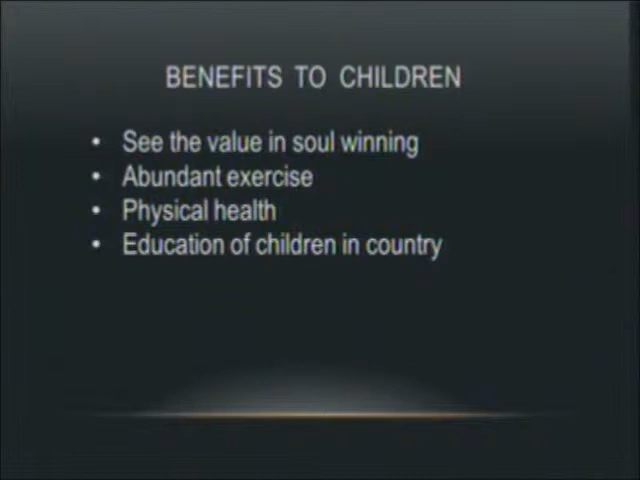 BENEFITS TO CHILDREN
• See the value in soul winning
• Abundant exercise
• Physical health
• Education of children in country